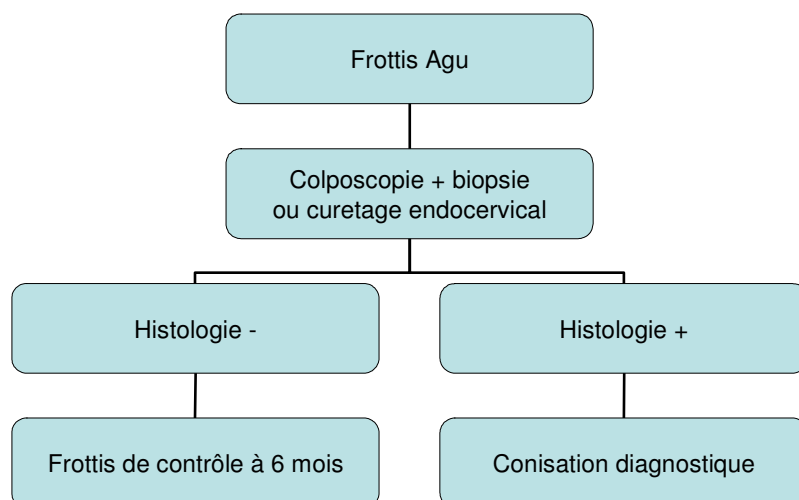 Frottis Agu
Colposcopie + biopsie
ou curetage endocervical
Histologie -
Histologie +
Frottis de contrôle à 6 mois
Conisation diagnostique